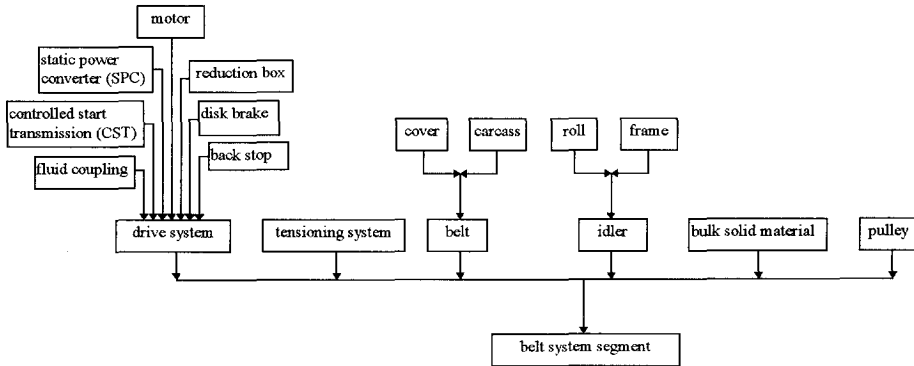 motor
static power
converter (SPC)
reduction box
controlled start
transmission (CST)
disk brake
fluid coupling
back stop
cover
carcass
roll
frame
drive system
tensioning system
belt
idler
bulk solid material
pulley
belt system segment